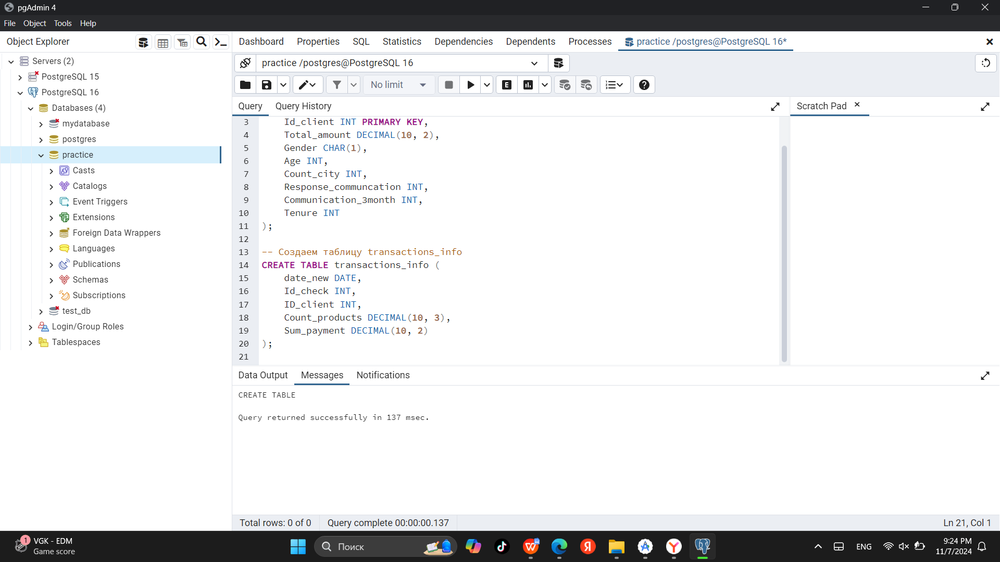 pgAdmin 4
File Object Tools Help
Object Explorer
Dashboard Properties SQL Statistics Dependencies Dependents Processes practice /postgres@PostgreSQL 16*
Servers (2)
PostgreSQL 15
PostgreSQL 16
Databases (4)
mydatabase
postgres
practice
Casts
Catalogs
Event Triggers
Extensions
Foreign Data Wrappers
Languages
Publications
Schemas
Subscriptions
test_db
Login/Group Roles
Tablespaces
practice /postgres@PostgreSQL 16
No limit
E
Query Query History
Scratch Pad
3 Id_client INT PRIMARY KEY,
4 Total_amount DECIMAL(10, 2),
5 Gender CHAR(1),
6 Age INT,
7 Count_city INT,
8 Response_communcation INT,
9 Communication_3month INT,
10 Tenure INT
11 );
12
13 -- Создаем таблицу transactions_info
14 CREATE TABLE transactions_info (
15 date_new DATE,
16 Id_check INT,
17 ID_client INT,
18 Count_products DECIMAL(10, 3),
19 Sum_payment DECIMAL(10, 2)
20 );
21
Data Output Messages Notifications
CREATE TABLE
Query returned successfully in 137 msec.
Total rows: 0 of 0 Query complete 00:00:00.137
Ln 21, Col 1
1
VGK - EDM
Game score
Поиск
ENG
9:24 PM
11/7/2024